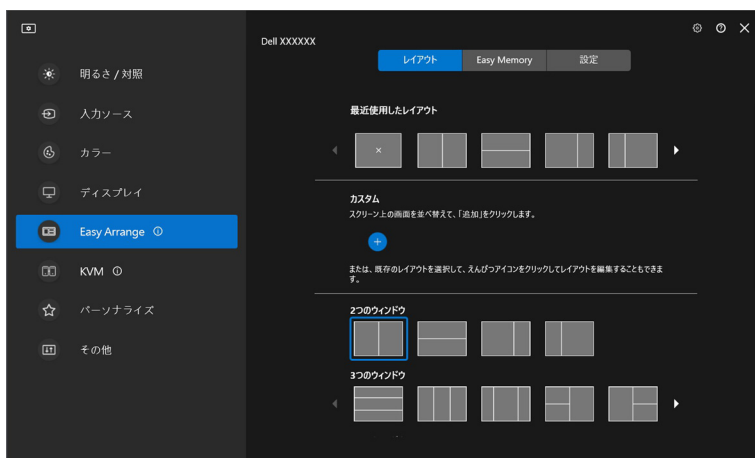 Dell XXXXXX
レイアウト
Easy Memory
設定
明るさ / 対照
入力ソース
カラー
ディスプレイ
Easy Arrange
KVM
パーソナライズ
その他
最近使用したレイアウト
カスタム
スクリーン上の画面を並べ替えて、「追加」をクリックします。
または、既存のレイアウトを選択して、えんぴつアイコンをクリックしてレイアウトを編集することもできま
す。
2つのウィンドウ
3つのウィンドウ